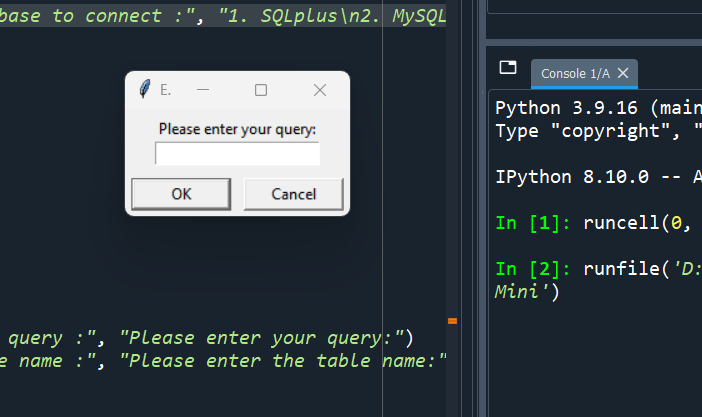 base to connect :", "1. SQLplus\n2. MySQL
E.
Please enter your query:
OK
Cancel
query :", "Please enter your query:")
e name :", "Please enter the table name:"
Console 1/A
Python 3.9.16 (main
Type "copyright", "
IPython 8.10.0 -- A
In [1]: runcell(0,
In [2]: runfile('D:
Mini')